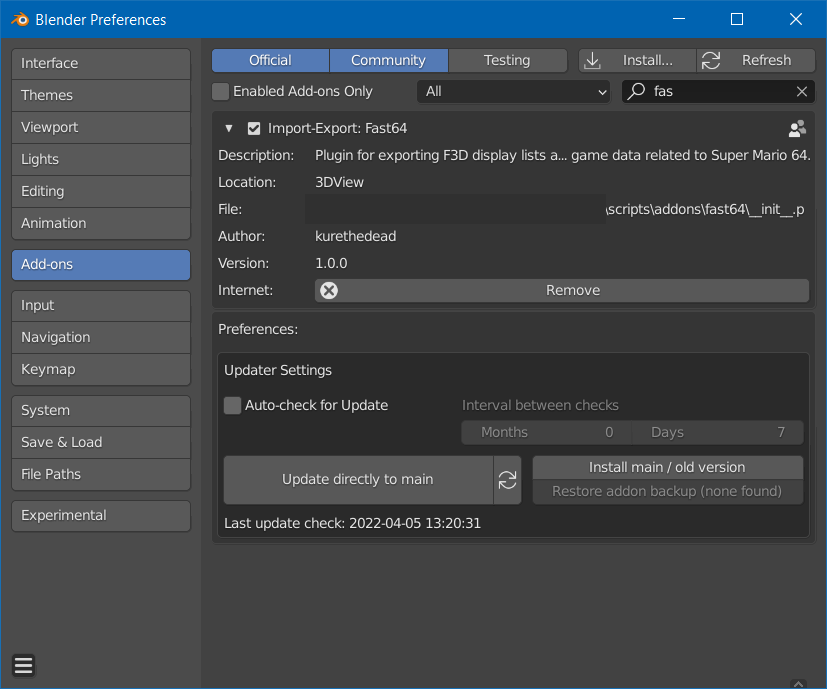 Blender Preferences
Interface
Themes
Viewport
Lights
Editing
Animation
Add-ons
Input
Navigation
Keymap
System
Save & Load
File Paths
Experimental
Official Community Testing Install... Refresh
Enabled Add-ons Only All fas
Import-Export: Fast64
Description: Plugin for exporting F3D display lists a... game data related to Super Mario 64.
Location: 3DView
File: \scripts\addons\fast64\__init__.p
Author: kurethedead
Version: 1.0.0
Internet: Remove
Preferences:
Updater Settings
Auto-check for Update Interval between checks
Months 0 Days 7
Update directly to main Install main / old version
Restore addon backup (none found)
Last update check: 2022-04-05 13:20:31